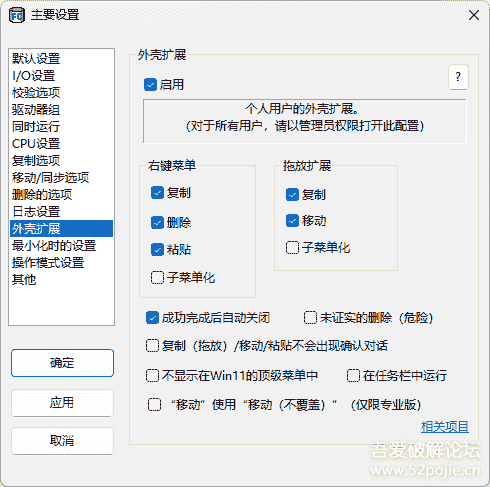 主要设置
默认设置
I/O设置
校验选项
驱动器组
同时运行
CPU设置
复制选项
移动/同步选项
删除的选项
日志设置
外壳扩展
最小化时的设置
操作模式设置
其他
确定
应用
取消
外壳扩展
启用
?
个人用户的外壳扩展。
(对于所有用户，请以管理员权限打开此配置)
右键菜单
复制
删除
粘贴
子菜单化
拖放扩展
复制
移动
子菜单化
成功完成后自动关闭
未证实的删除（危险）
复制（拖放）/移动/粘贴不会出现确认对话
不显示在Win11的顶级菜单中
在任务栏中运行
“移动”使用“移动（不覆盖）”（仅限专业版）
相关项目
吾爱破解论坛
www.52pojie.cn